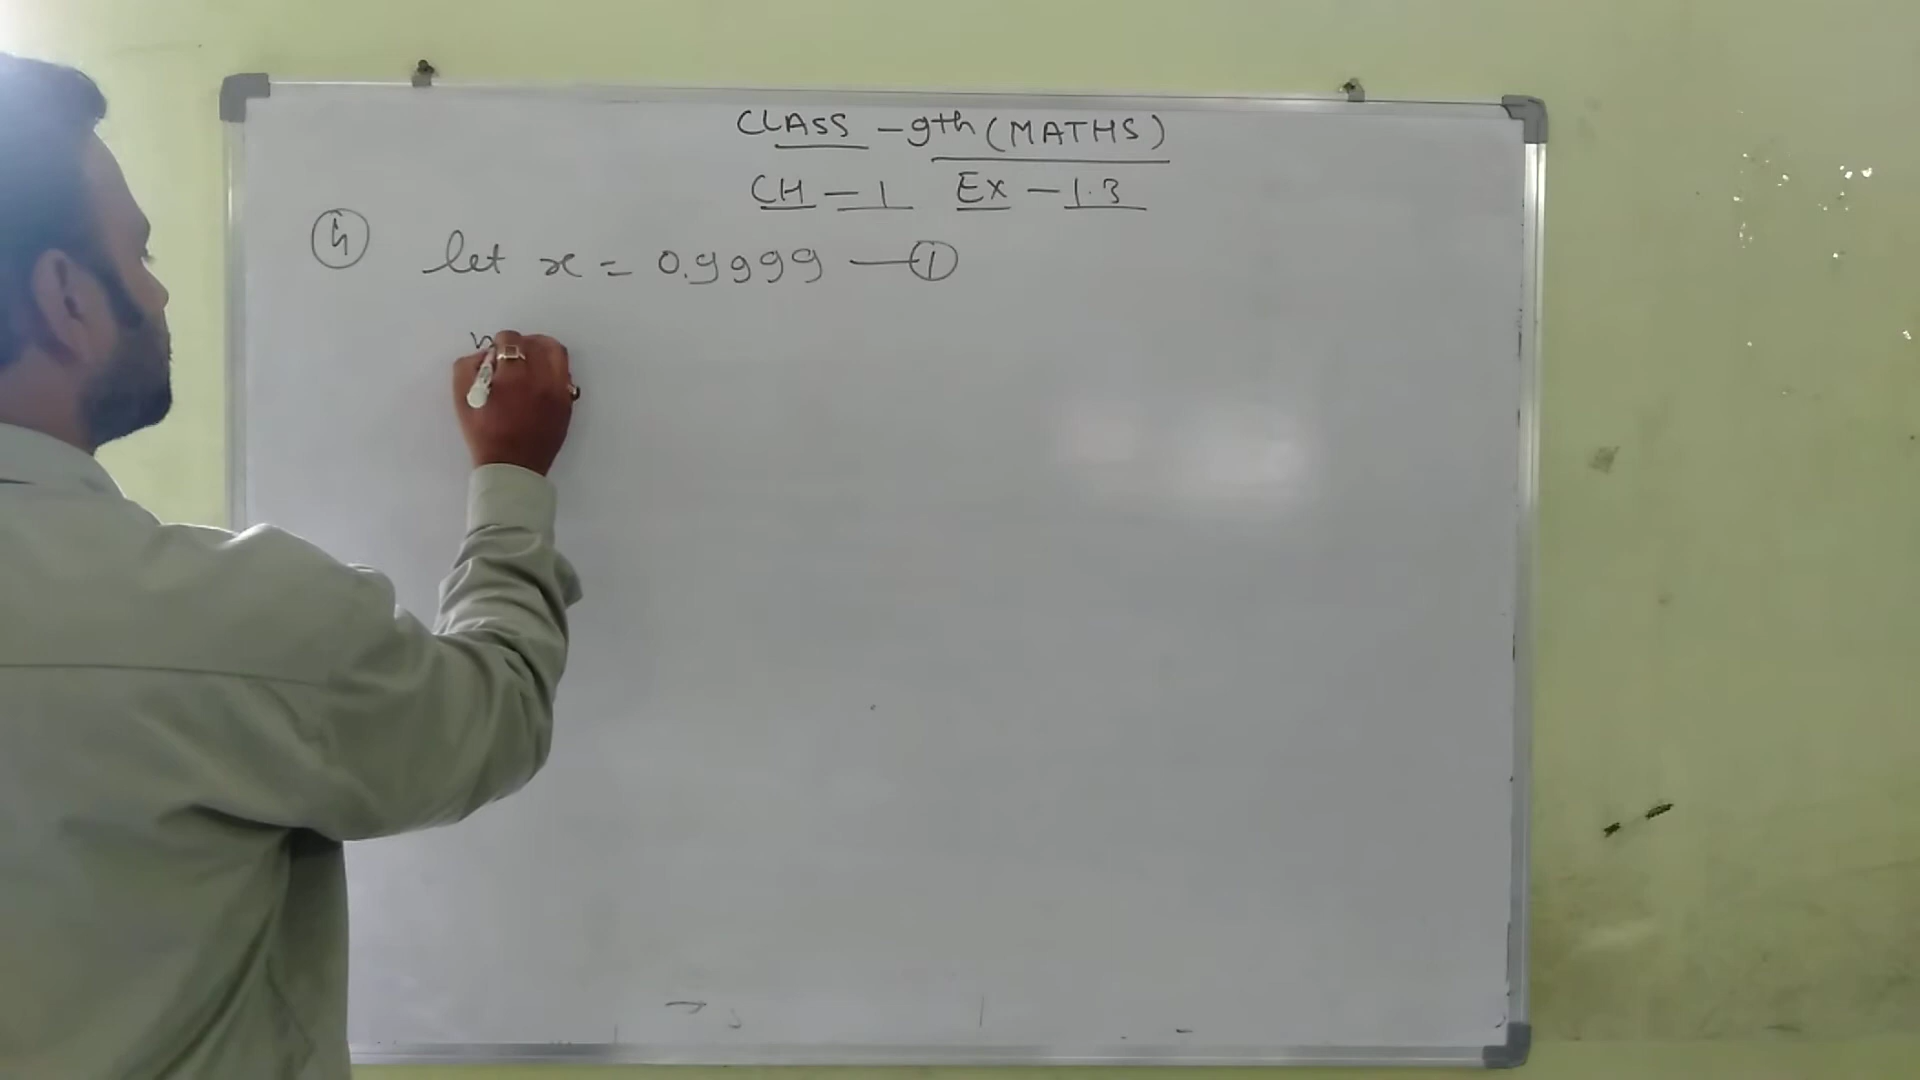 CLASS - 9th (MATHS)
CH - 1 EX - 1.3
4 let x = 0.9999 — 1